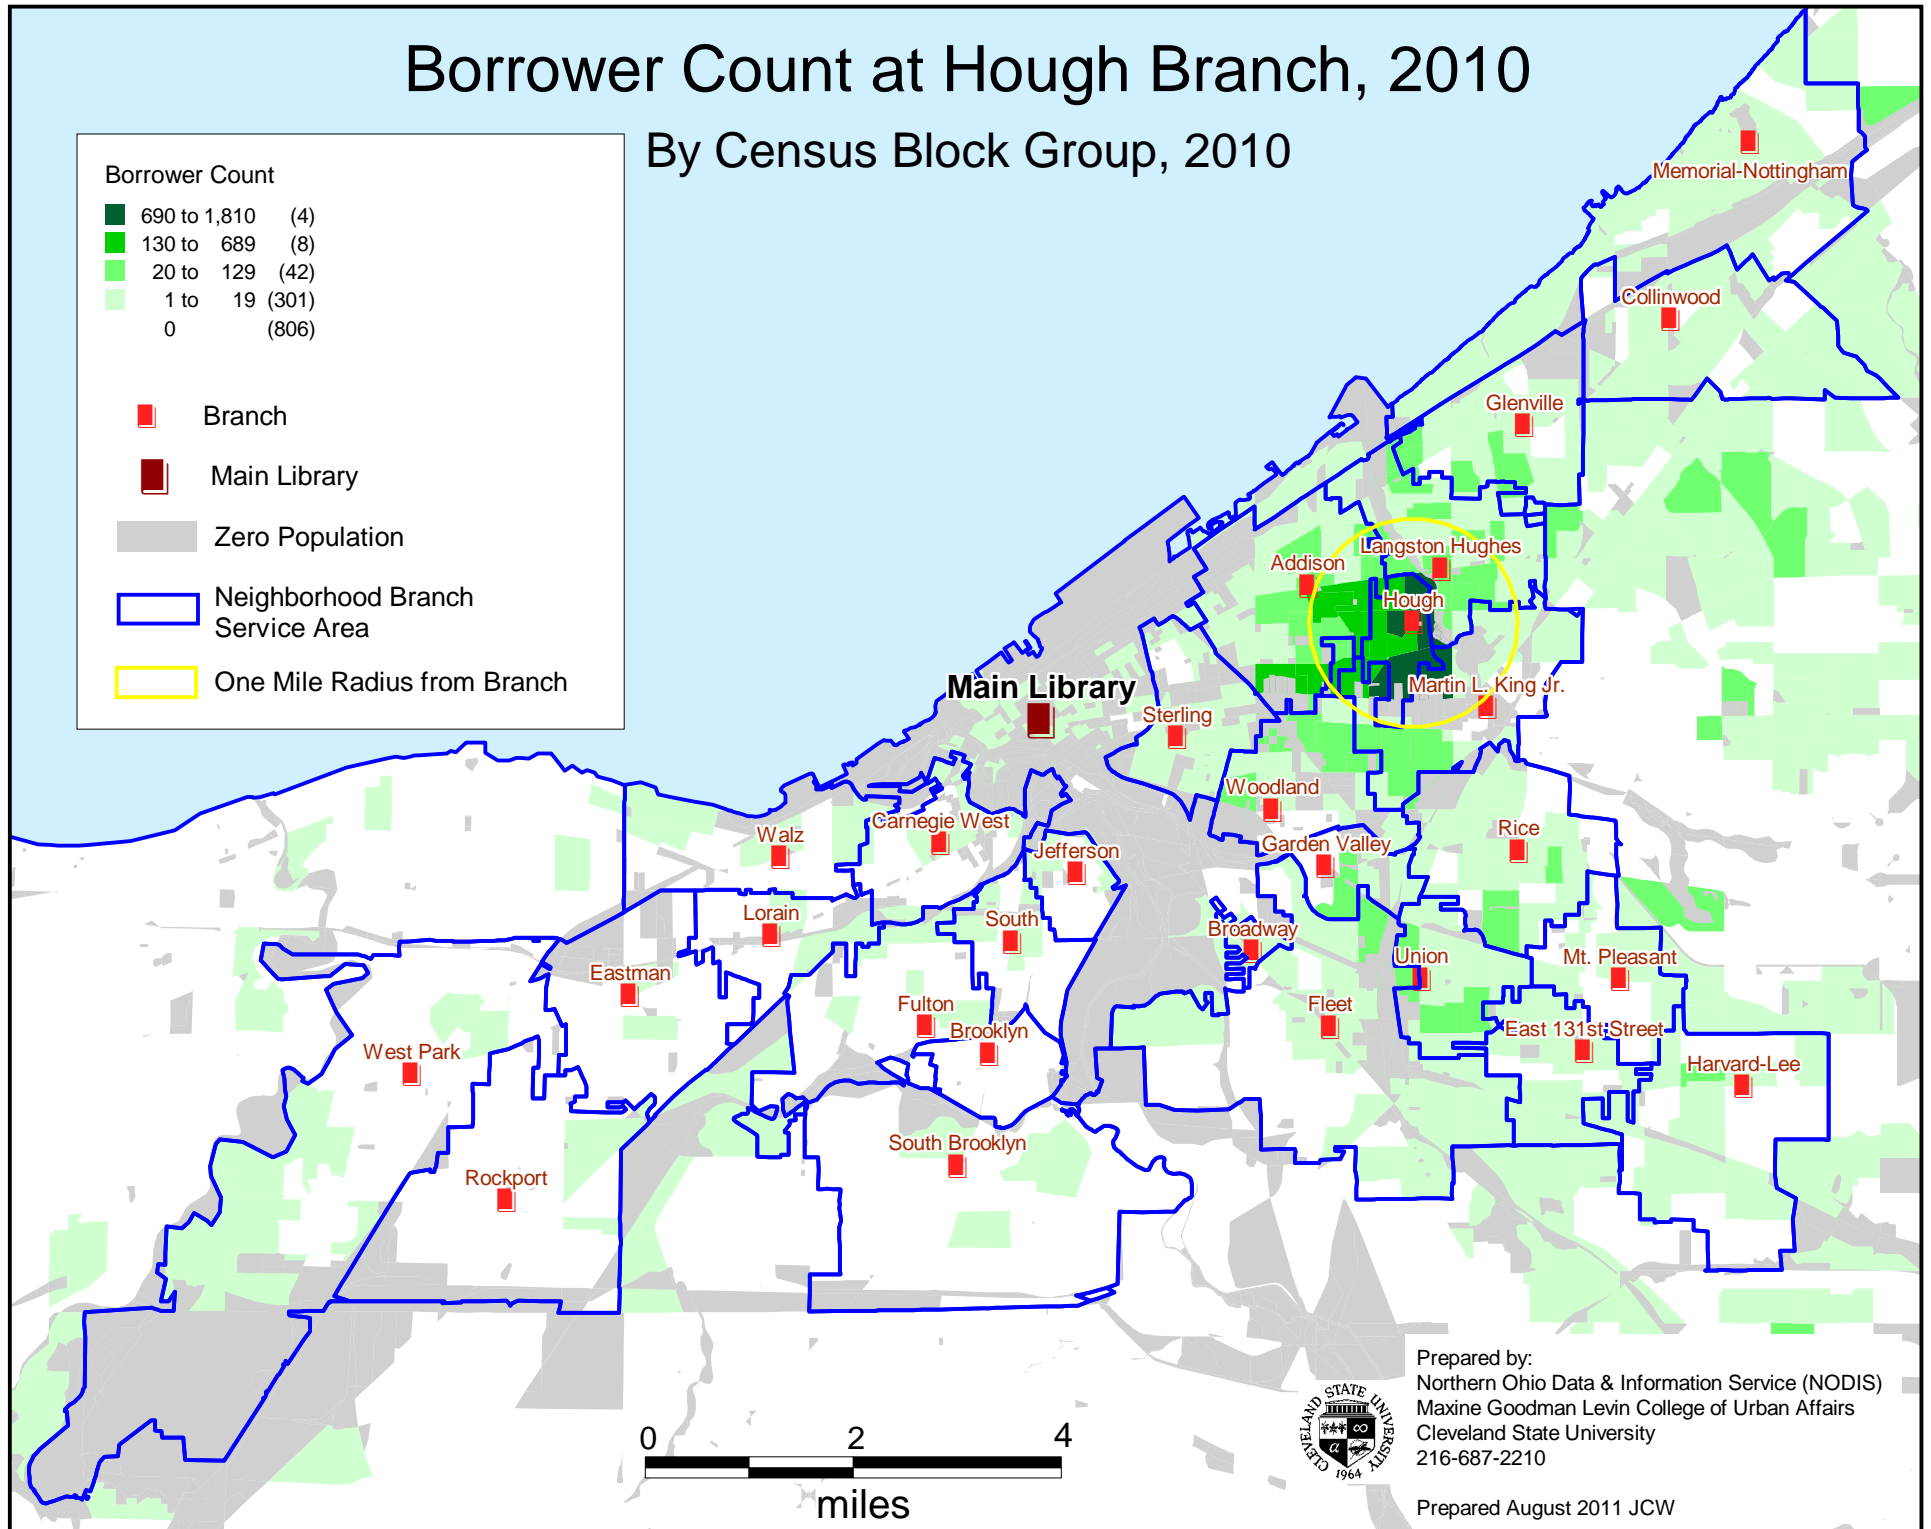 Borrower Count at Hough Branch, 2010
By Census Block Group, 2010
Borrower Count
690 to 1,810 (4)
130 to 689 (8)
20 to 129 (42)
1 to 19 (301)
0 (806)
Branch
Main Library
Zero Population
Neighborhood Branch
Service Area
One Mile Radius from Branch
Memorial-Nottingham
Collinwood
Glenville
Langston Hughes
Addison
Hough
Main Library
Martin L. King Jr.
Sterling
Woodland
Walz
Carnegie West
Jefferson
Garden Valley
Rice
Lorain
South
Broadway
Union
Mt. Pleasant
Eastman
Fulton
Brooklyn
Fleet
East 131st Street
West Park
Harvard-Lee
South Brooklyn
Rockport
0 2 4
miles
CLEVELAND STATE UNIVERSITY
1964
Prepared by:
Northern Ohio Data & Information Service (NODIS)
Maxine Goodman Levin College of Urban Affairs
Cleveland State University
216-687-2210
Prepared August 2011 JCW